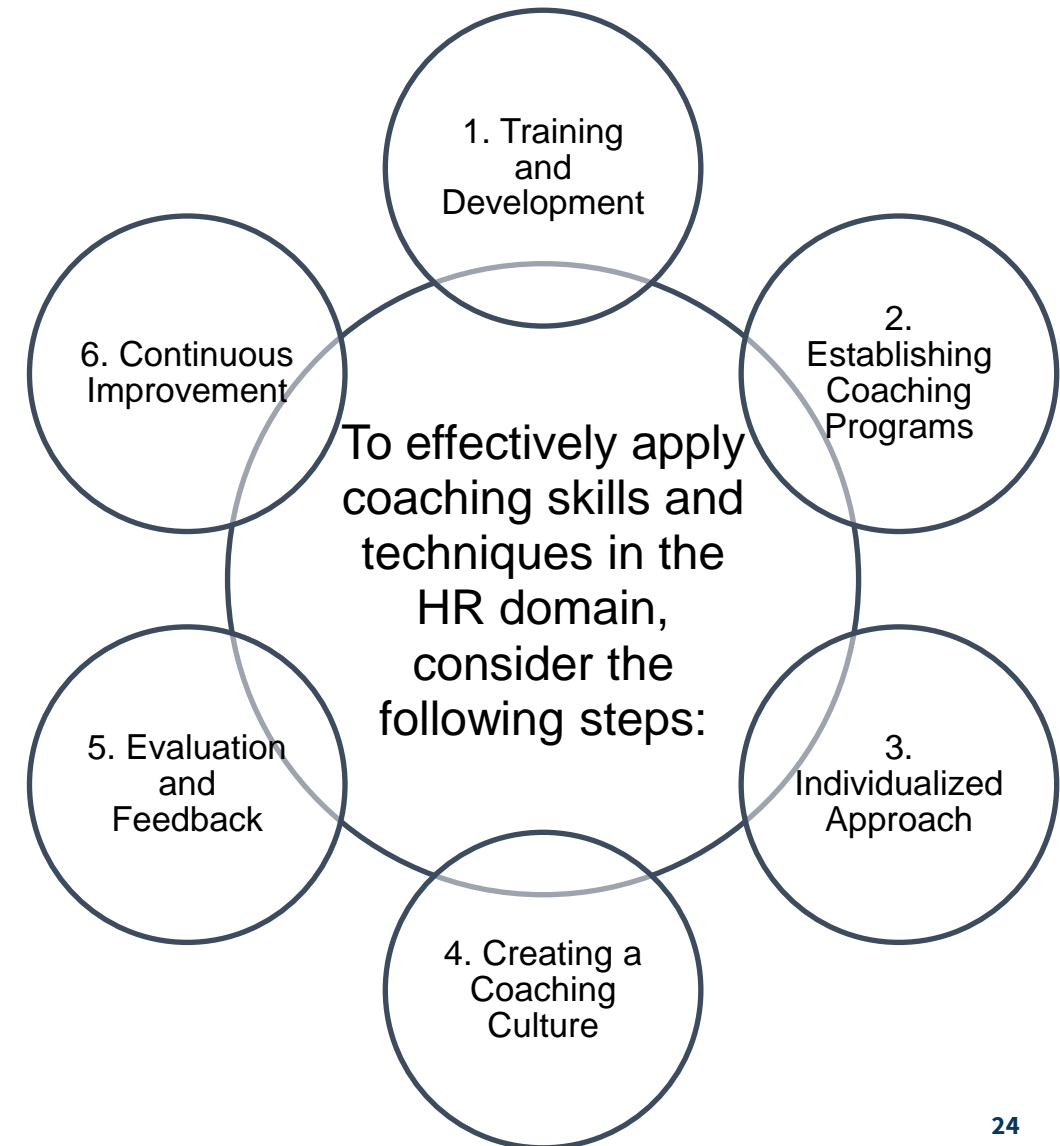 To effectively apply
coaching skills and
techniques in the
HR domain,
consider the
following steps:
1. Training
and
Development
2.
Establishing
Coaching
Programs
3.
Individualized
Approach
4. Creating a
Coaching
Culture
5. Evaluation
and
Feedback
6. Continuous
Improvement
24